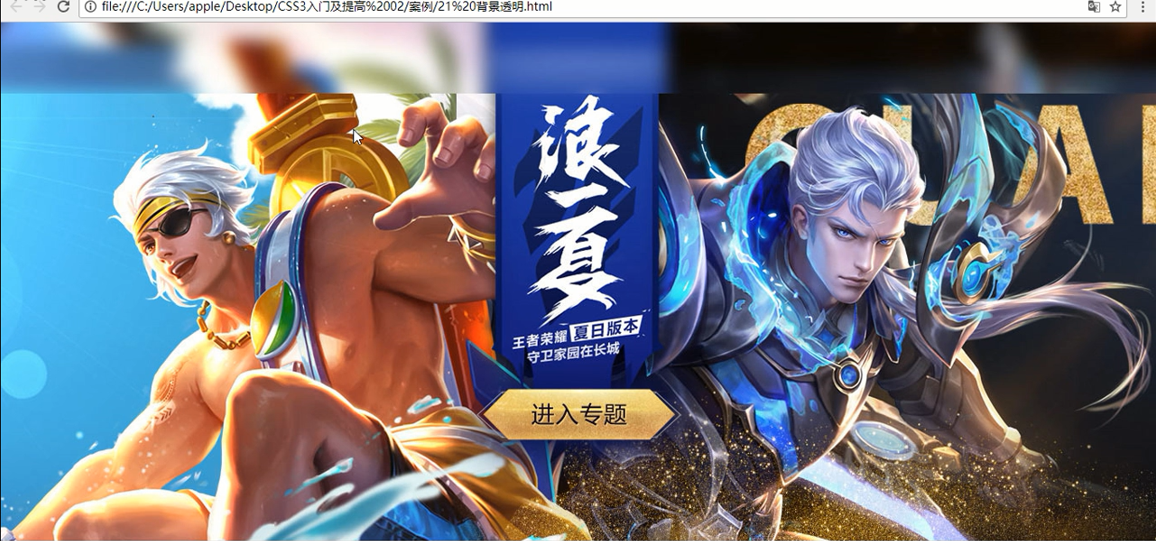 file:///C:/Users/apple/Desktop/CSS3入门及提高%2002/案例/21%20背景透明.html
浪
一
夏
王者荣耀 夏日版本
守卫家园在长城
进入专题